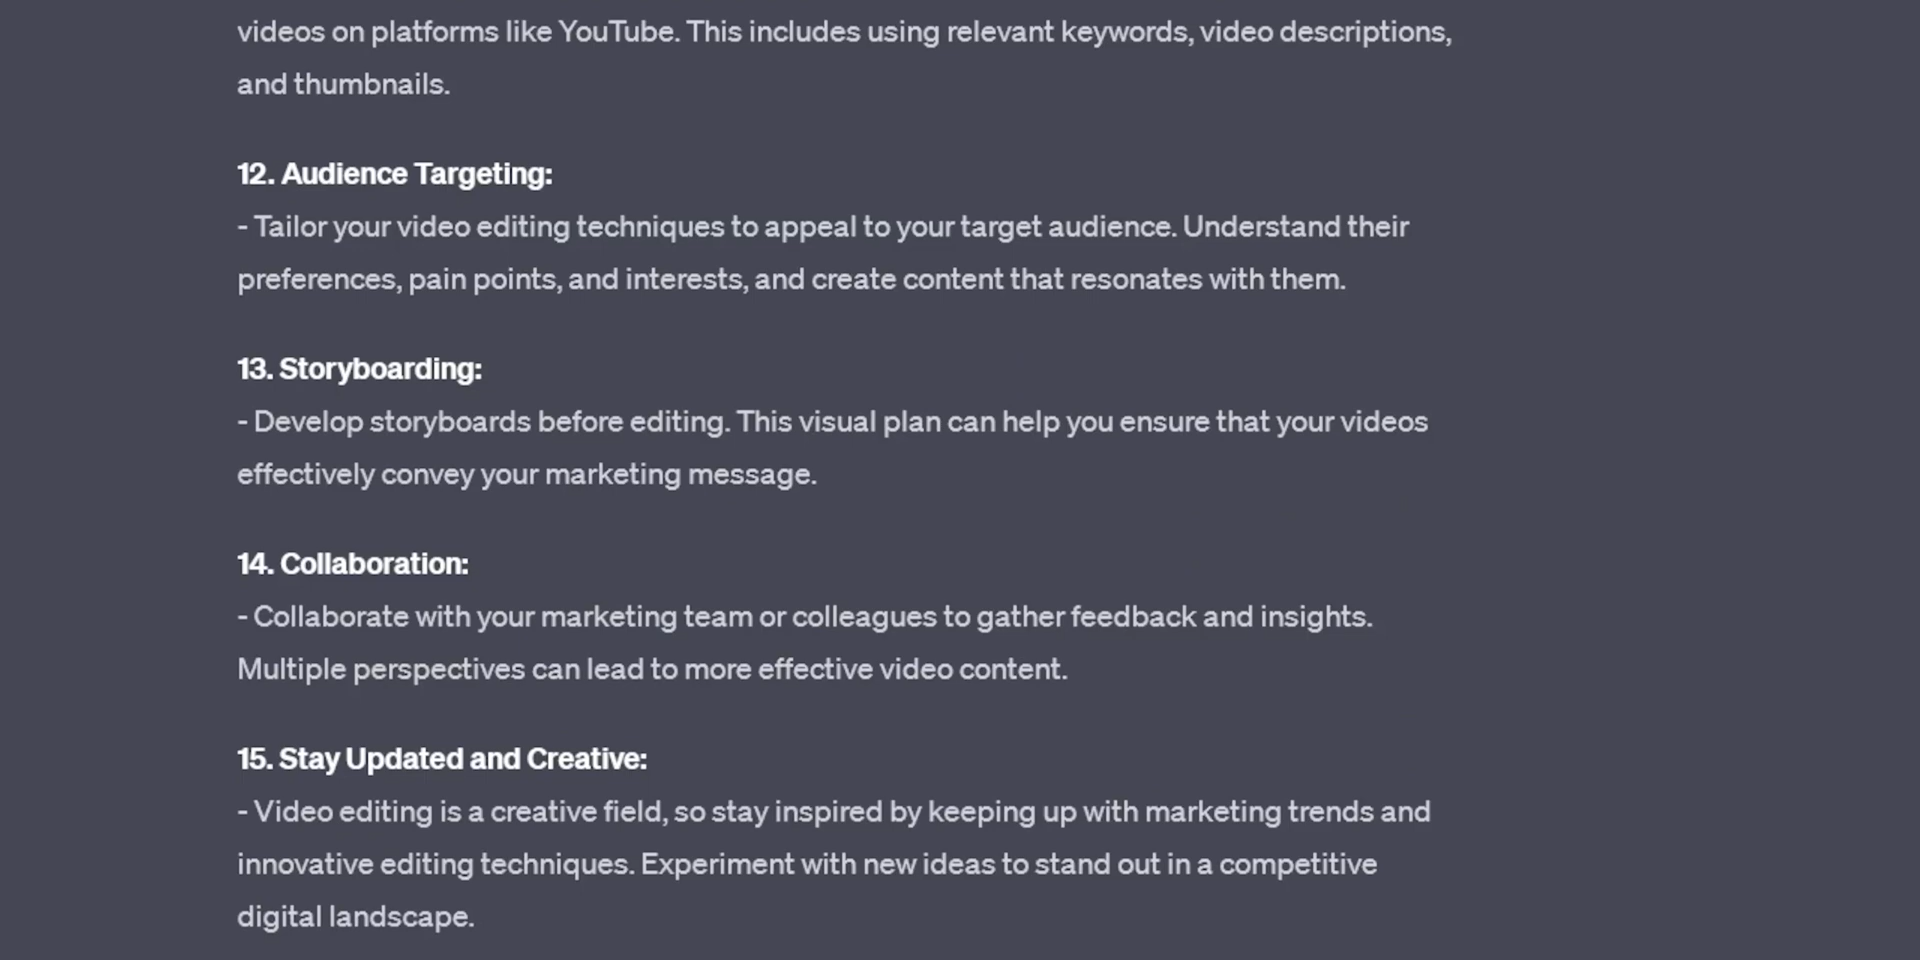 videos on platforms like YouTube. This includes using relevant keywords, video descriptions,
and thumbnails.
12. Audience Targeting:
- Tailor your video editing techniques to appeal to your target audience. Understand their
preferences, pain points, and interests, and create content that resonates with them.
13. Storyboarding:
- Develop storyboards before editing. This visual plan can help you ensure that your videos
effectively convey your marketing message.
14. Collaboration:
- Collaborate with your marketing team or colleagues to gather feedback and insights.
Multiple perspectives can lead to more effective video content.
15. Stay Updated and Creative:
- Video editing is a creative field, so stay inspired by keeping up with marketing trends and
innovative editing techniques. Experiment with new ideas to stand out in a competitive
digital landscape.